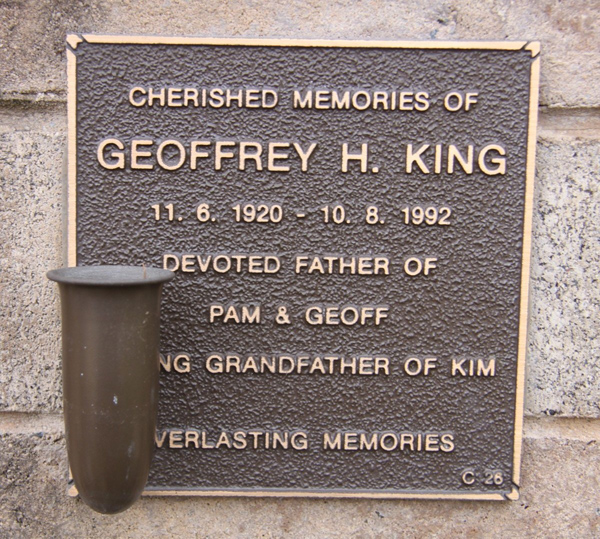 CHERISHED MEMORIES OF
GEOFFREY H. KING
11. 6. 1920 - 10. 8. 1992
DEVOTED FATHER OF
PAM & GEOFF
GRANDFATHER OF KIM
VERLASTING MEMORIES
C 26